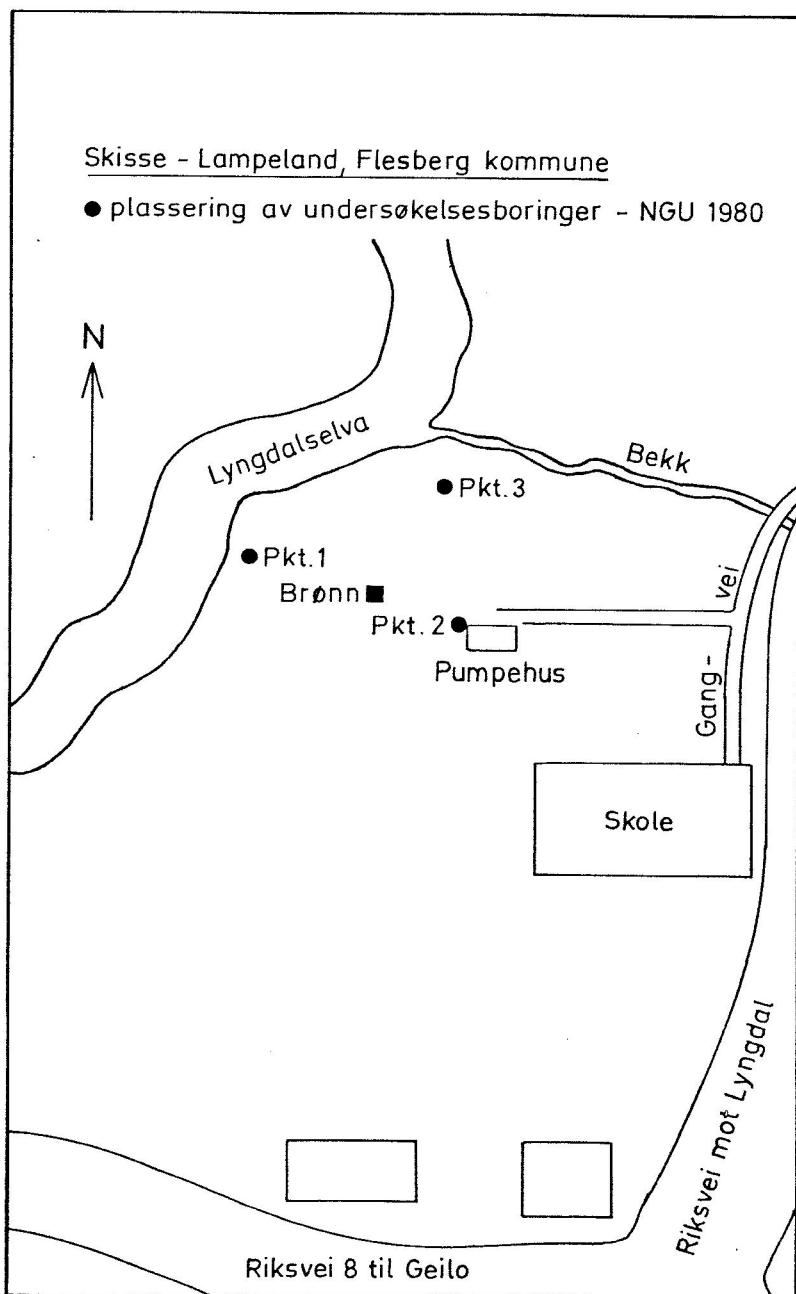 Skisse - Lampeland, Flesberg kommune
● plassering av undersøkelsesboringer - NGU 1980
N
Lyngdalselva
Bekk
Pkt. 3
Pkt. 1
Brønn
Pkt. 2
Pumpehus
Gang-
vei
Skole
Riksvei mot Lyngdal
Riksvei 8 til Geilo